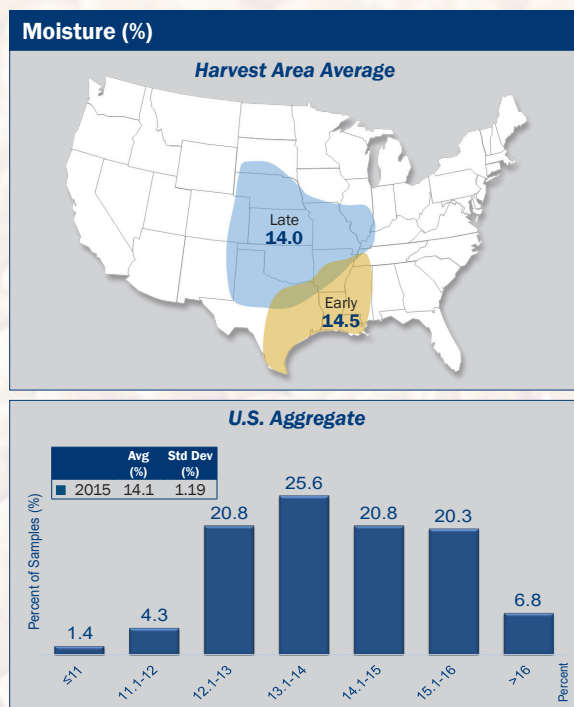 Moisture (%)
Harvest Area Average
Late
14.0
Early
14.5
U.S. Aggregate
Avg (%) Std Dev (%)
2015 14.1 1.19
Percent of Samples (%)
1.4 4.3 20.8 25.6 20.8 20.3 6.8
≤11 11.1-12 12.1-13 13.1-14 14.1-15 15.1-16 >16
Percent